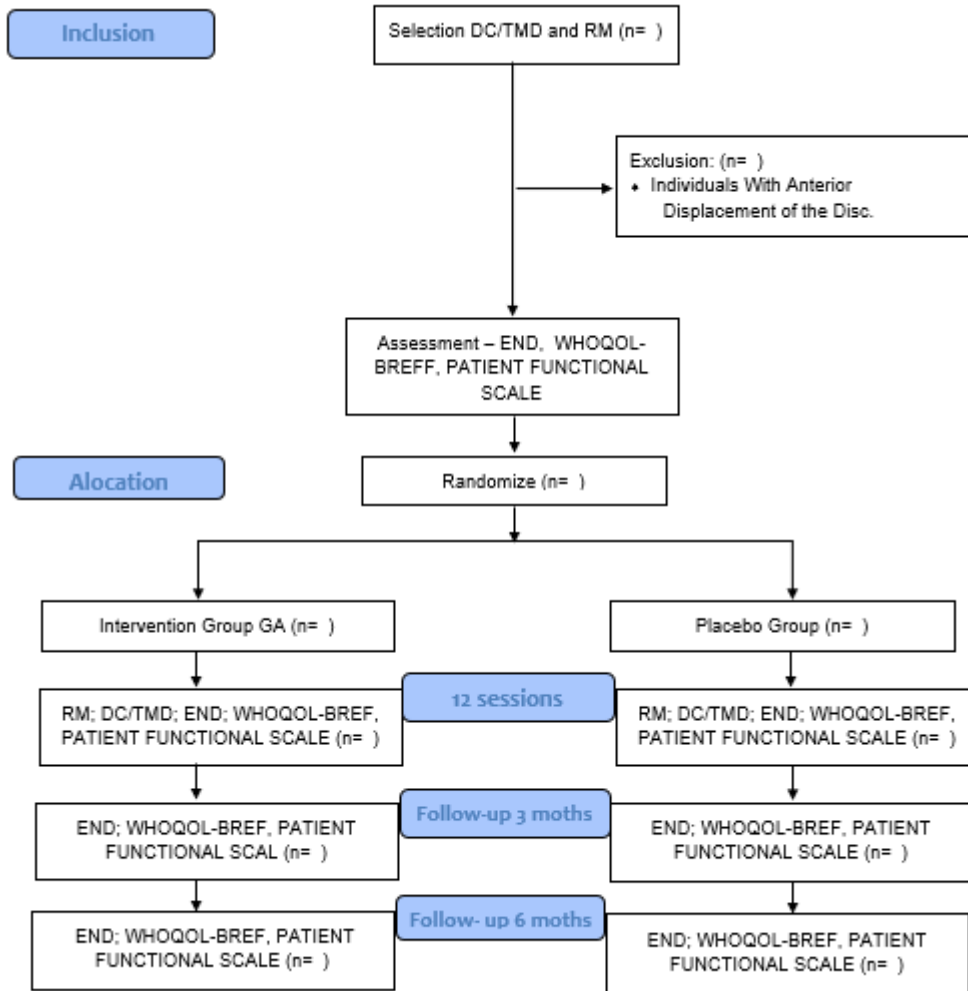 Inclusion
Selection DC/TMD and RM (n= )
Exclusion: (n= )
• Individuals With Anterior
Displacement of the Disc.
Assessment – END, WHOQOL-
BREFF, PATIENT FUNCTIONAL
SCALE
Alocation
Randomize (n= )
Intervention Group GA (n= )
Placebo Group (n= )
12 sessions
RM; DC/TMD; END; WHOQOL-BREF,
PATIENT FUNCTIONAL SCALE (n= )
RM; DC/TMD; END; WHOQOL-BREF,
PATIENT FUNCTIONAL SCALE (n= )
Follow-up 3 moths
END; WHOQOL-BREF, PATIENT
FUNCTIONAL SCAL (n= )
END; WHOQOL-BREF, PATIENT
FUNCTIONAL SCALE (n= )
Follow- up 6 moths
END; WHOQOL-BREF, PATIENT
FUNCTIONAL SCALE (n= )
END; WHOQOL-BREF, PATIENT
FUNCTIONAL SCALE (n= )